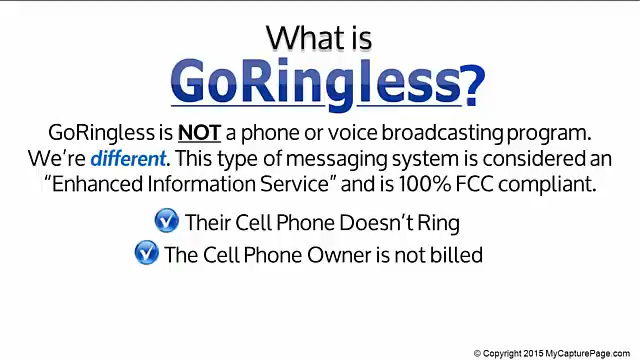 What is
GoRingless?
GoRingless is NOT a phone or voice broadcasting program.
We’re different. This type of messaging system is considered an
“Enhanced Information Service” and is 100% FCC compliant.
Their Cell Phone Doesn’t Ring
The Cell Phone Owner is not billed
© Copyright 2015 MyCapturePage.com